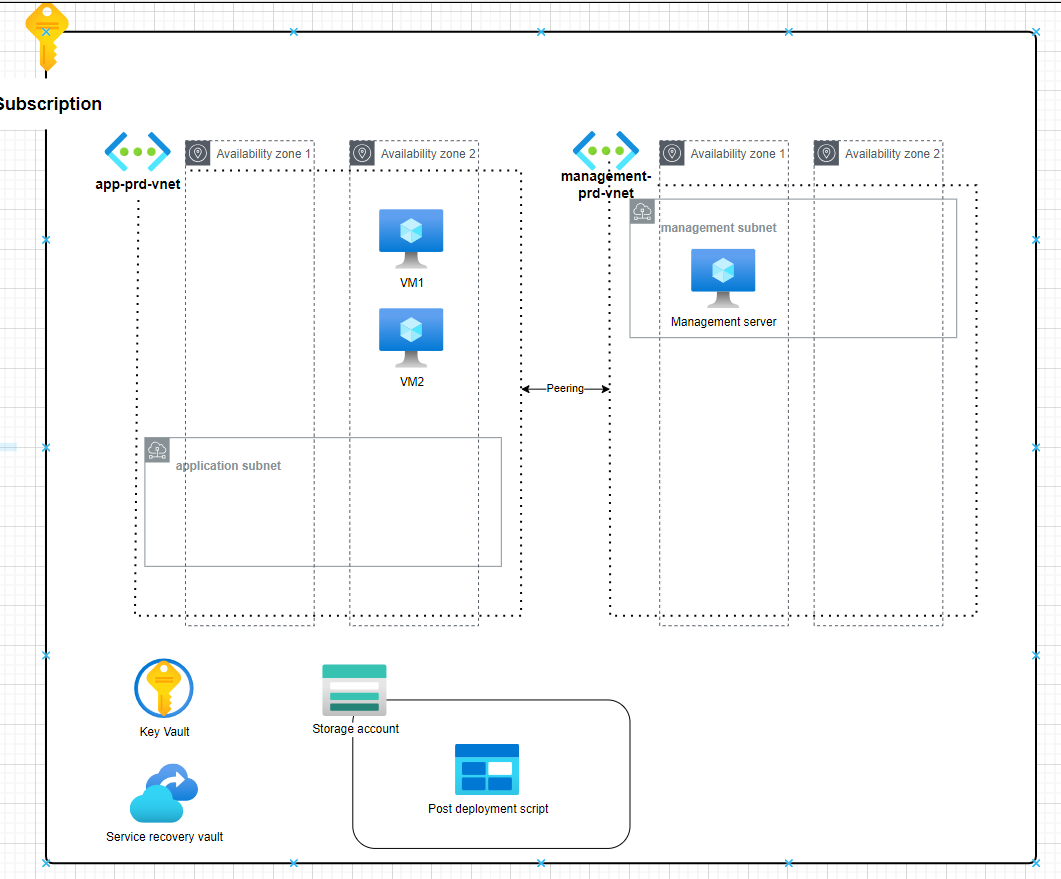 Subscription
app-prd-vnet
Availability zone 1
Availability zone 2
management-
prd-vnet
Availability zone 1
Availability zone 2
management subnet
VM1
Management server
VM2
Peering
application subnet
Key Vault
Storage account
Post deployment script
Service recovery vault